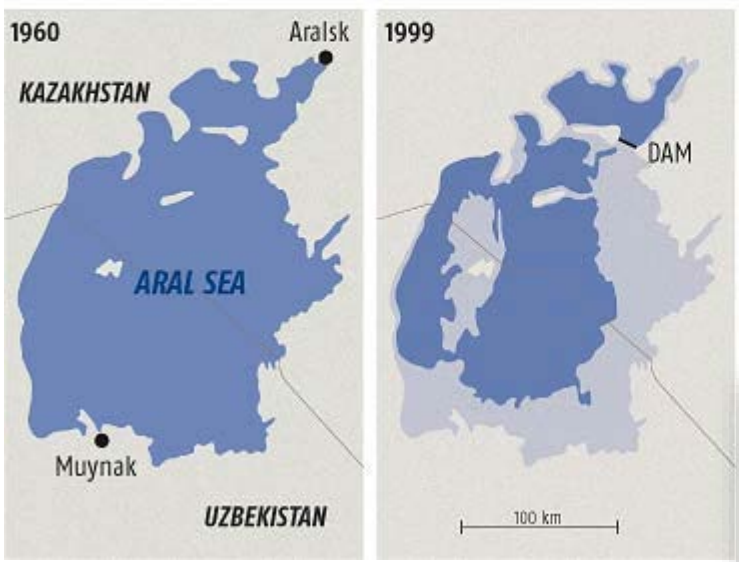 1960
Aralsk
KAZAKHSTAN
ARAL SEA
Muynak
UZBEKISTAN
1999
DAM
100 km